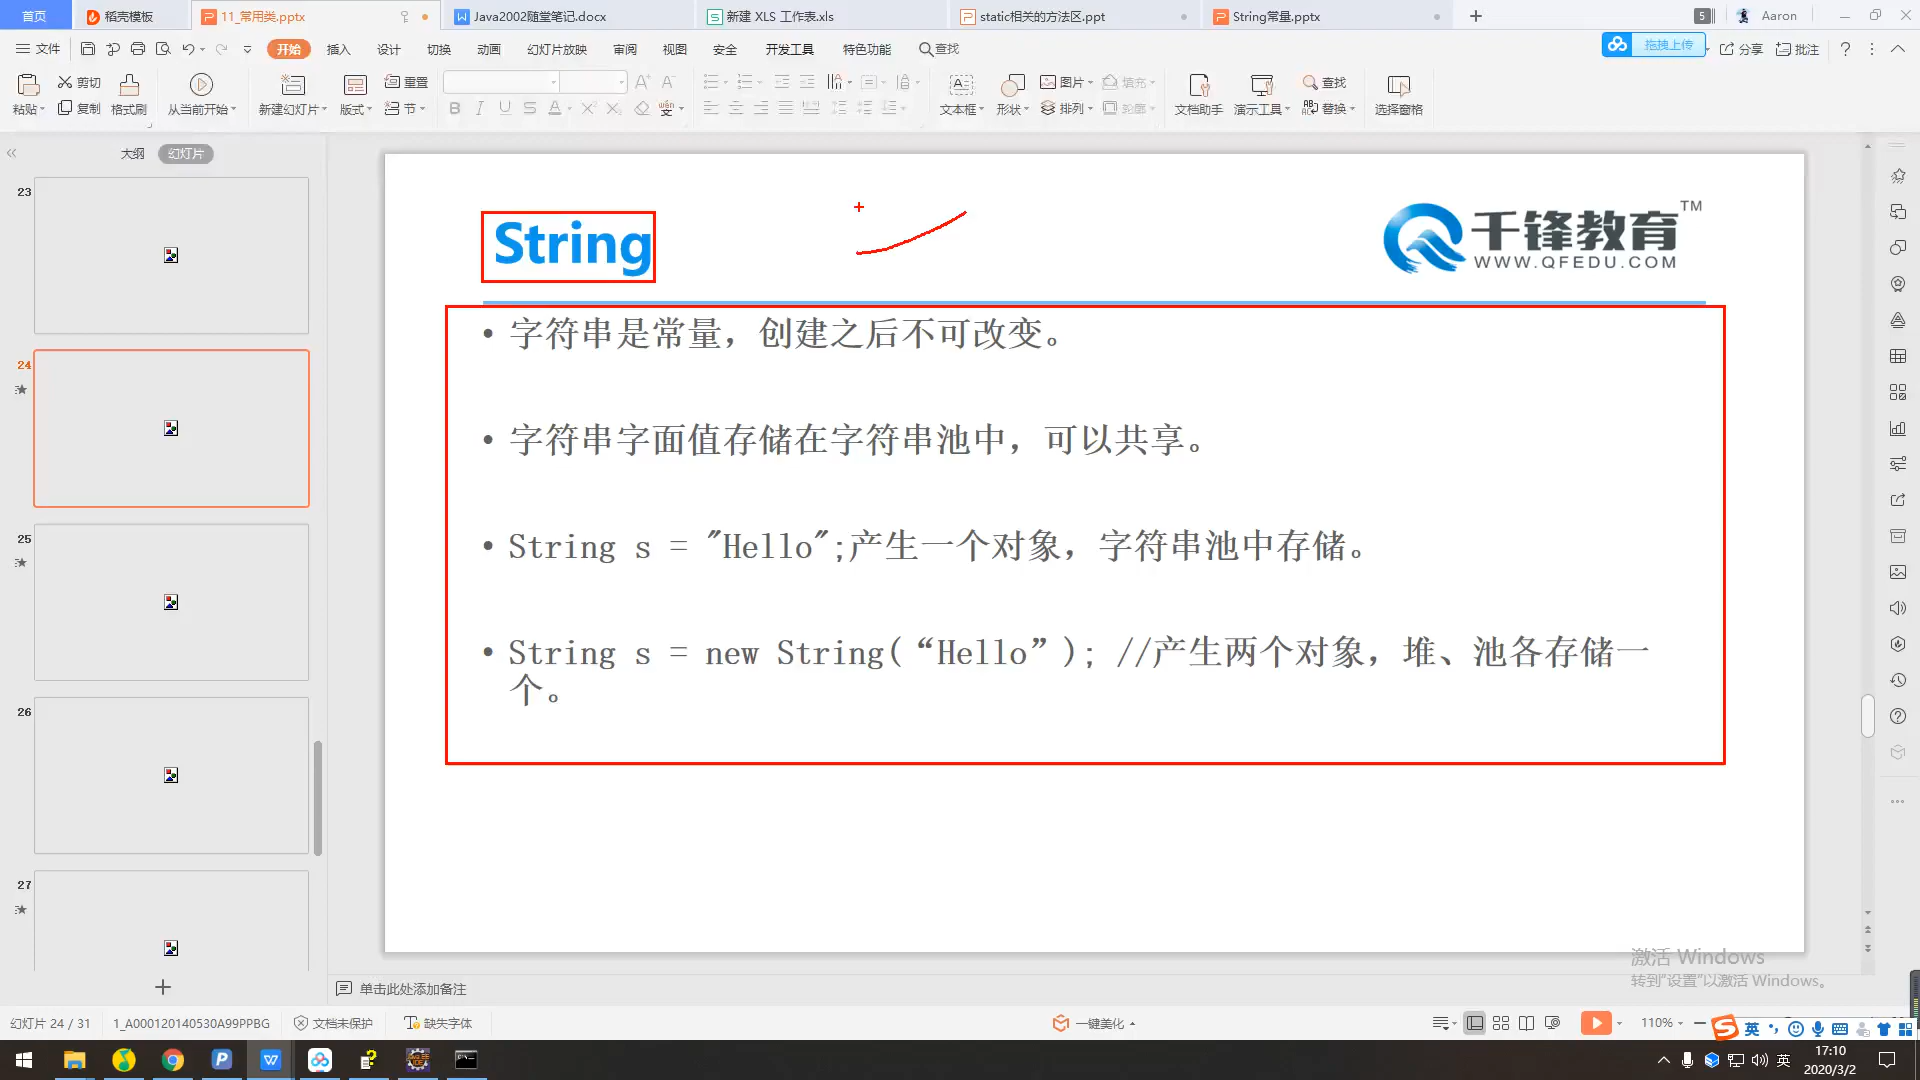 首页
稻壳模板
11_常用类.pptx
Java2002随堂笔记.docx
新建 XLS 工作表.xls
static相关的方法区.ppt
String常量.pptx
5
Aaron
文件
开始
插入
设计
切换
动画
幻灯片放映
审阅
视图
安全
开发工具
特色功能
查找
拖拽上传
分享
批注
粘贴
剪切
复制
格式刷
从当前开始
新建幻灯片
版式
重置
节
文本框
形状
图片
排列
填充
轮廓
文档助手
演示工具
查找
替换
选择窗格
大纲
幻灯片
23
24
25
26
27
String
千锋教育 TM
WWW.QFEDU.COM
• 字符串是常量，创建之后不可改变。
• 字符串字面值存储在字符串池中，可以共享。
• String s = "Hello";产生一个对象，字符串池中存储。
• String s = new String(“Hello”); //产生两个对象，堆、池各存储一
个。
激活 Windows
转到“设置”以激活 Windows。
单击此处添加备注
幻灯片 24 / 31
1_A000120140530A99PPBG
文档未保护
缺失字体
一键美化
110%
英
英
17:10
2020/3/2